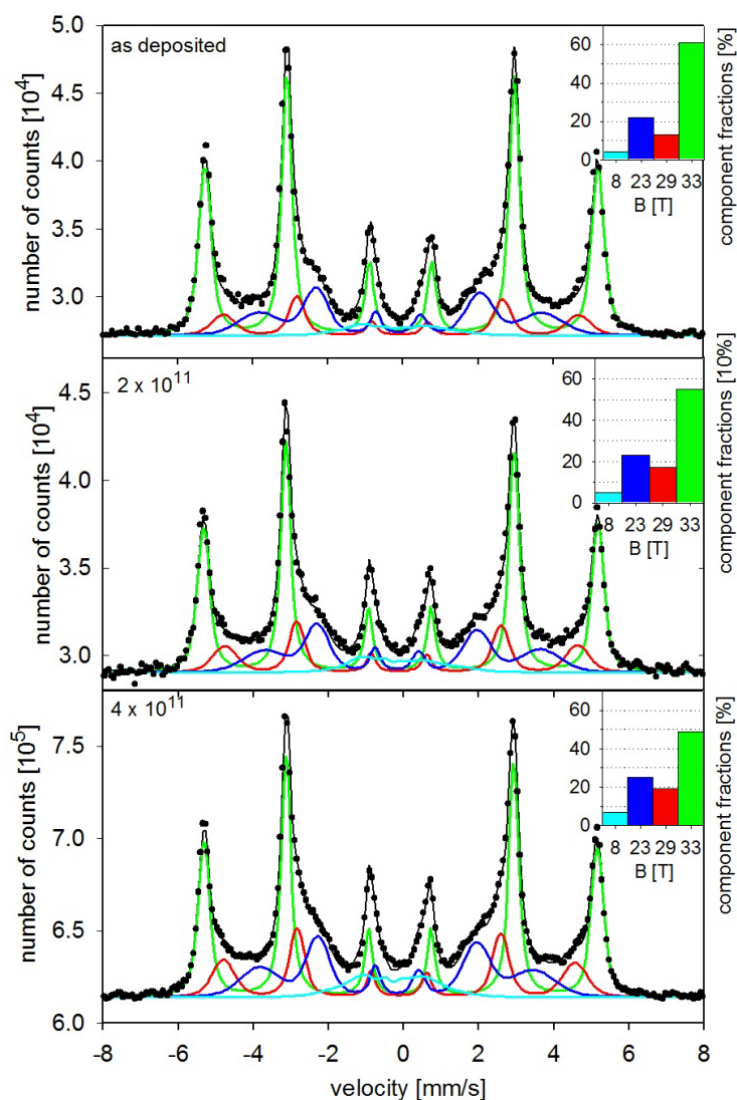 as deposited
5.0
4.5
4.0
3.5
3.0
number of counts [10⁴]
60
40
20
0
8 23 29 33
B [T]
component fractions [%]
2 x 10¹¹
4.5
4.0
3.5
3.0
number of counts [10⁴]
60
40
20
0
8 23 29 33
B [T]
component fractions [10%]
4 x 10¹¹
7.5
7.0
6.5
6.0
number of counts [10⁵]
60
40
20
0
8 23 29 33
B [T]
component fractions [%]
-8 -6 -4 -2 0 2 4 6 8
velocity [mm/s]